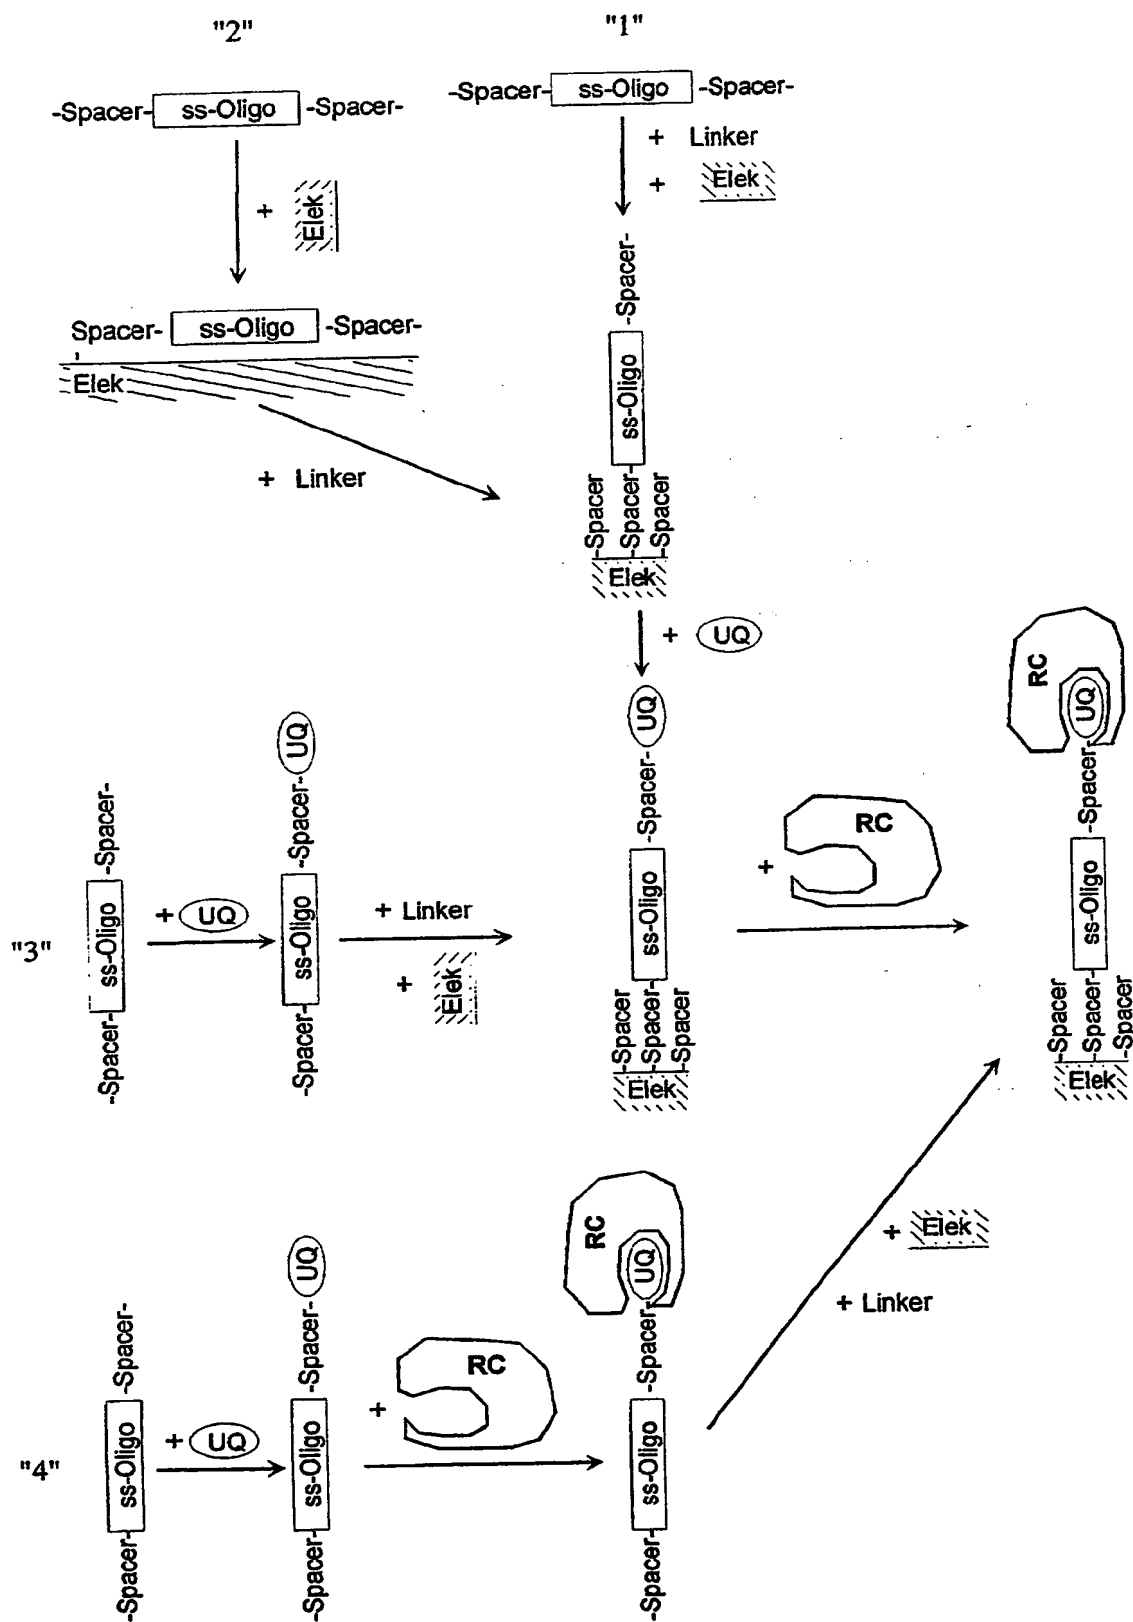 "2"
"1"
-Spacer- ss-Oligo -Spacer-
-Spacer- ss-Oligo -Spacer-
+ Linker
+ Elek
+ Elek
-Spacer-
ss-Oligo
Spacer- ss-Oligo -Spacer-
Elek
+ Linker
-Spacer
-Spacer-
-Spacer
Elek
+ UQ
RC
UQ
-Spacer-
ss-Oligo
-Spacer
-Spacer-
-Spacer
Elek
UQ
-Spacer-
ss-Oligo
-Spacer
-Spacer-
-Spacer
Elek
+ RC
"3"
-Spacer-
ss-Oligo
-Spacer-
+ UQ
UQ
-Spacer-
ss-Oligo
-Spacer-
+ Linker
+ Elek
"4"
-Spacer-
ss-Oligo
-Spacer-
+ UQ
UQ
-Spacer-
ss-Oligo
-Spacer-
+ RC
RC
UQ
-Spacer-
ss-Oligo
-Spacer-
+ Elek
+ Linker